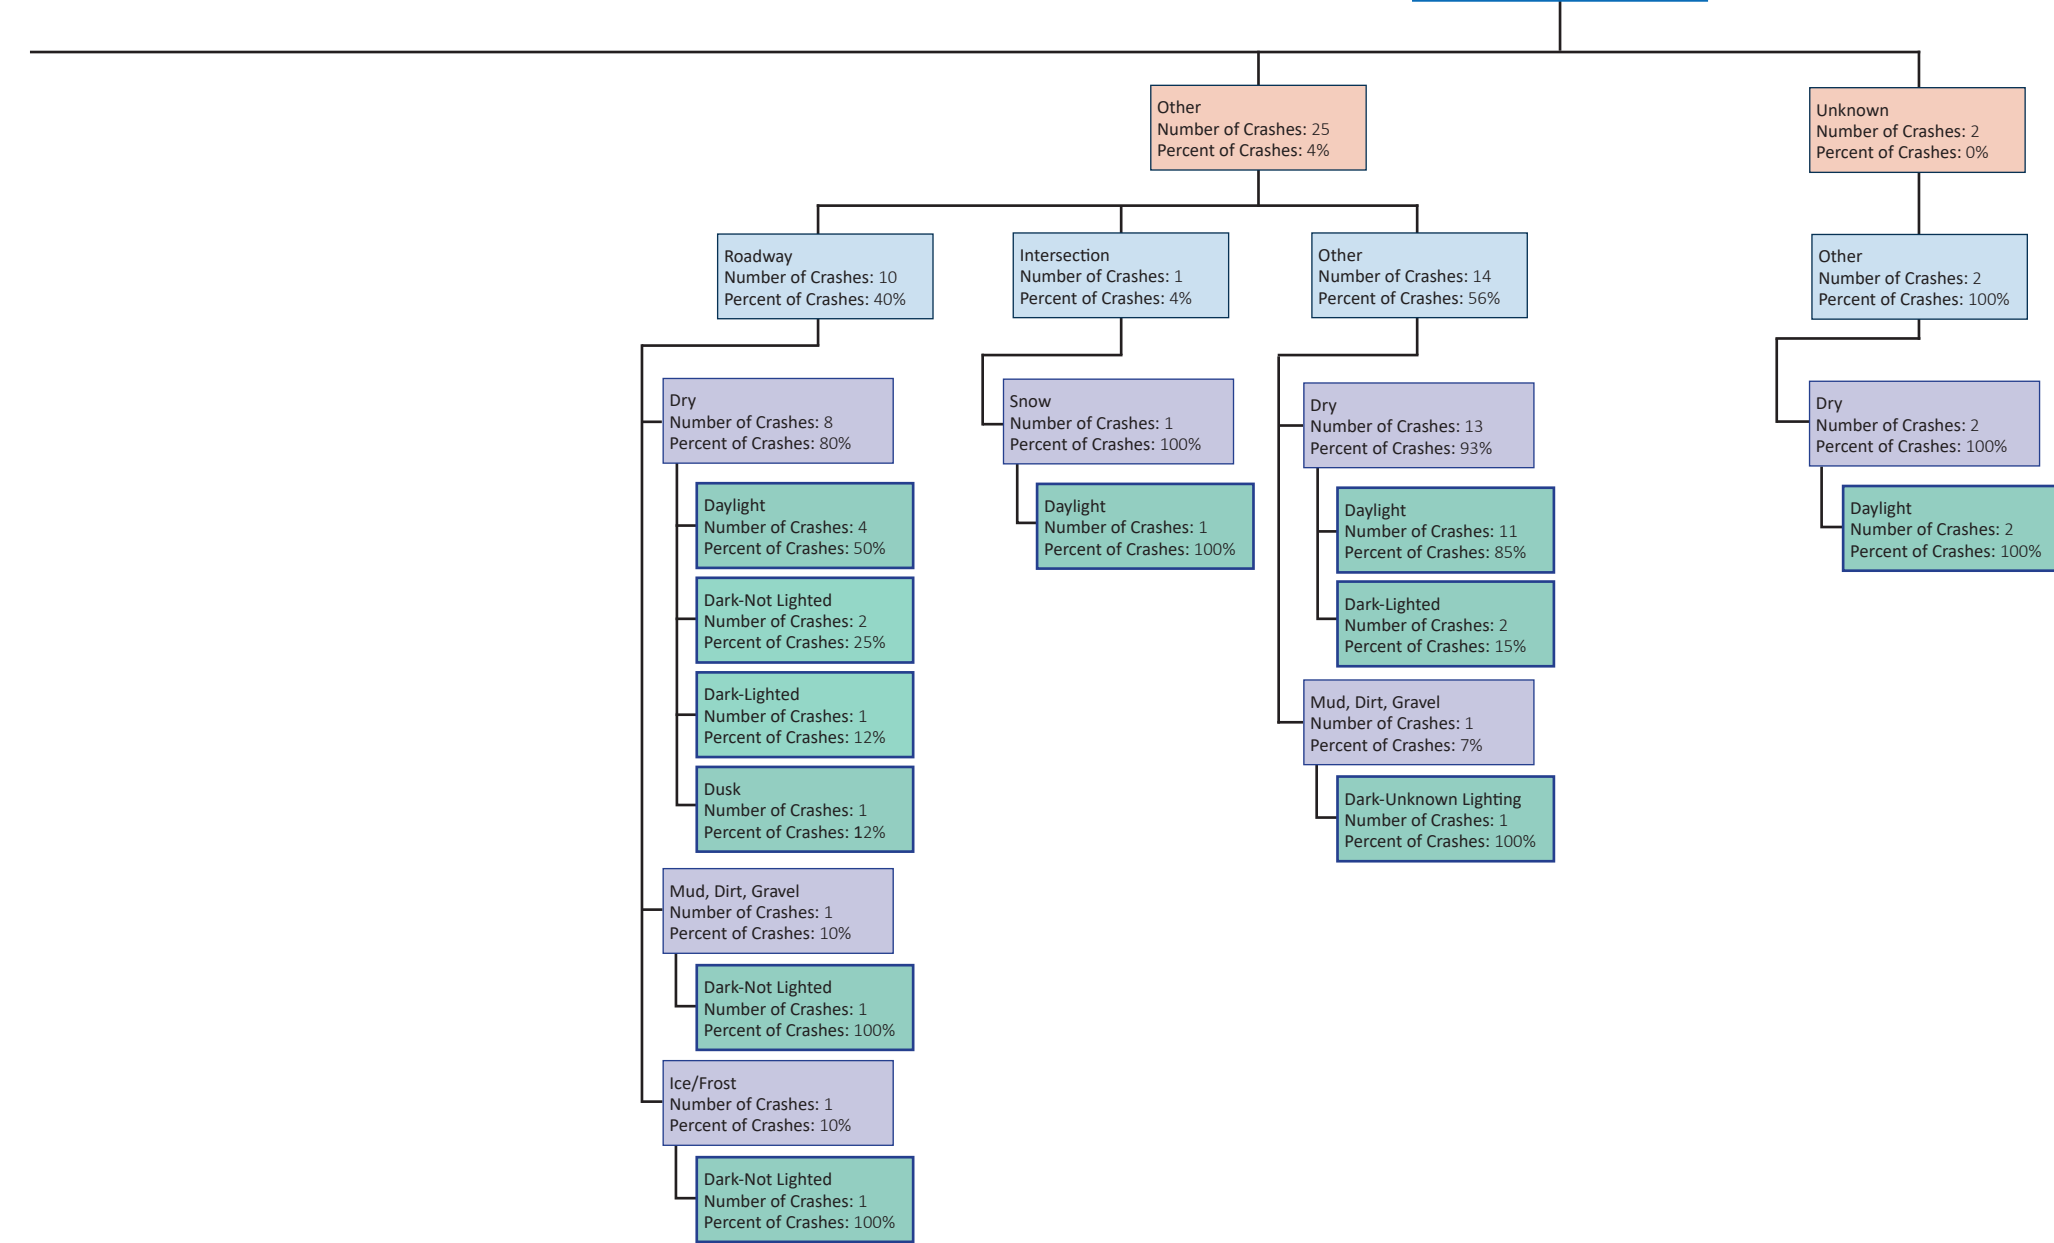 Other
Number of Crashes: 25
Percent of Crashes: 4%
Unknown
Number of Crashes: 2
Percent of Crashes: 0%
Roadway
Number of Crashes: 10
Percent of Crashes: 40%
Intersection
Number of Crashes: 1
Percent of Crashes: 4%
Other
Number of Crashes: 14
Percent of Crashes: 56%
Other
Number of Crashes: 2
Percent of Crashes: 100%
Dry
Number of Crashes: 8
Percent of Crashes: 80%
Daylight
Number of Crashes: 4
Percent of Crashes: 50%
Dark-Not Lighted
Number of Crashes: 2
Percent of Crashes: 25%
Dark-Lighted
Number of Crashes: 1
Percent of Crashes: 12%
Dusk
Number of Crashes: 1
Percent of Crashes: 12%
Mud, Dirt, Gravel
Number of Crashes: 1
Percent of Crashes: 10%
Dark-Not Lighted
Number of Crashes: 1
Percent of Crashes: 100%
Ice/Frost
Number of Crashes: 1
Percent of Crashes: 10%
Dark-Not Lighted
Number of Crashes: 1
Percent of Crashes: 100%
Snow
Number of Crashes: 1
Percent of Crashes: 100%
Daylight
Number of Crashes: 1
Percent of Crashes: 100%
Dry
Number of Crashes: 13
Percent of Crashes: 93%
Daylight
Number of Crashes: 11
Percent of Crashes: 85%
Dark-Lighted
Number of Crashes: 2
Percent of Crashes: 15%
Mud, Dirt, Gravel
Number of Crashes: 1
Percent of Crashes: 7%
Dark-Unknown Lighting
Number of Crashes: 1
Percent of Crashes: 100%
Dry
Number of Crashes: 2
Percent of Crashes: 100%
Daylight
Number of Crashes: 2
Percent of Crashes: 100%